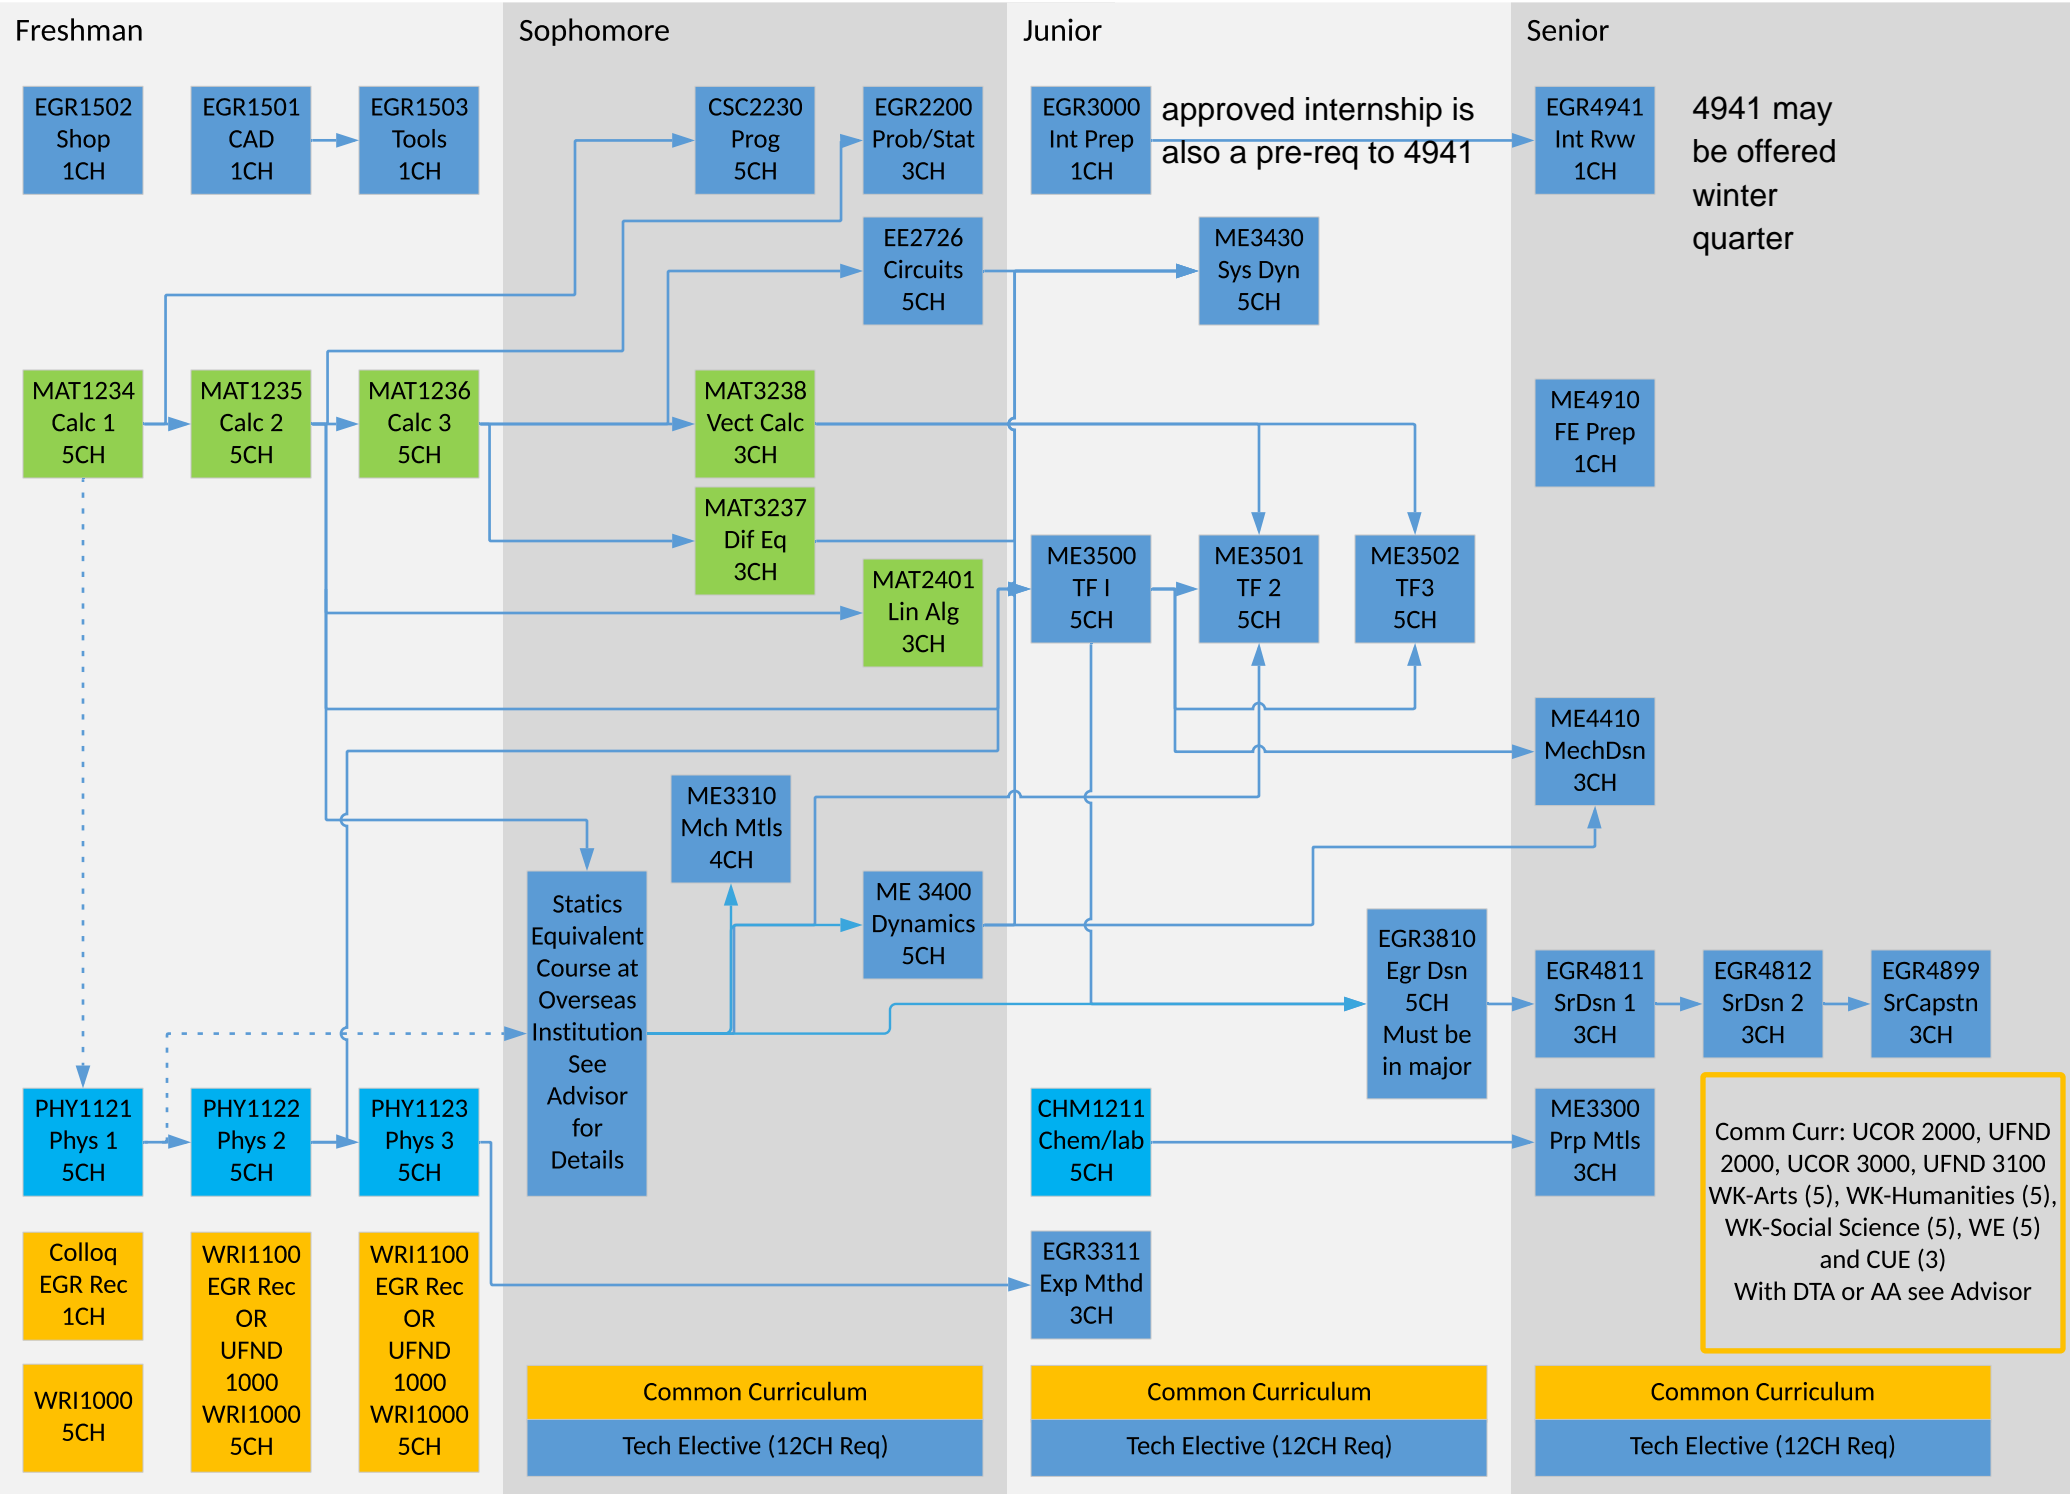 Freshman
Sophomore
Junior
Senior
EGR1502
Shop
1CH
EGR1501
CAD
1CH
EGR1503
Tools
1CH
CSC2230
Prog
5CH
EGR2200
Prob/Stat
3CH
EGR3000
Int Prep
1CH
approved internship is
also a pre-req to 4941
EGR4941
Int Rvw
1CH
4941 may
be offered
winter
quarter
EE2726
Circuits
5CH
ME3430
Sys Dyn
5CH
MAT1234
Calc 1
5CH
MAT1235
Calc 2
5CH
MAT1236
Calc 3
5CH
MAT3238
Vect Calc
3CH
ME4910
FE Prep
1CH
MAT3237
Dif Eq
3CH
MAT2401
Lin Alg
3CH
ME3500
TF I
5CH
ME3501
TF 2
5CH
ME3502
TF3
5CH
ME4410
MechDsn
3CH
ME3310
Mch Mtls
4CH
Statics
Equivalent
Course at
Overseas
Institution
See
Advisor
for
Details
ME 3400
Dynamics
5CH
EGR3810
Egr Dsn
5CH
Must be
in major
EGR4811
SrDsn 1
3CH
EGR4812
SrDsn 2
3CH
EGR4899
SrCapstn
3CH
PHY1121
Phys 1
5CH
PHY1122
Phys 2
5CH
PHY1123
Phys 3
5CH
CHM1211
Chem/lab
5CH
ME3300
Prp Mtls
3CH
Comm Curr: UCOR 2000, UFND
2000, UCOR 3000, UFND 3100
WK-Arts (5), WK-Humanities (5),
WK-Social Science (5), WE (5)
and CUE (3)
With DTA or AA see Advisor
Colloq
EGR Rec
1CH
WRI1100
EGR Rec
OR
UFND
1000
WRI1000
5CH
WRI1100
EGR Rec
OR
UFND
1000
WRI1000
5CH
EGR3311
Exp Mthd
3CH
WRI1000
5CH
Common Curriculum
Tech Elective (12CH Req)
Common Curriculum
Tech Elective (12CH Req)
Common Curriculum
Tech Elective (12CH Req)